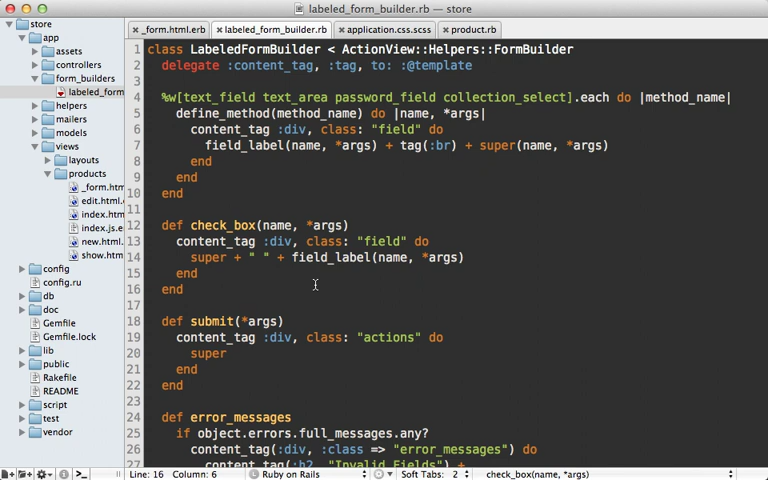 labeled_form_builder.rb — store
store
app
assets
controllers
form_builders
labeled_form
helpers
mailers
models
views
layouts
products
_form.htm
edit.html.
index.htm
index.js.e
new.html.
show.htm
config
config.ru
db
doc
Gemfile
Gemfile.lock
lib
public
Rakefile
README
script
test
vendor
_form.html.erb
labeled_form_builder.rb
application.css.scss
product.rb
1 class LabeledFormBuilder < ActionView::Helpers::FormBuilder
2 delegate :content_tag, :tag, to: :@template
3
4 %w[text_field text_area password_field collection_select].each do |method_name|
5 define_method(method_name) do |name, *args|
6 content_tag :div, class: "field" do
7 field_label(name, *args) + tag(:br) + super(name, *args)
8 end
9 end
10 end
11
12 def check_box(name, *args)
13 content_tag :div, class: "field" do
14 super + " " + field_label(name, *args)
15 end
16 end
17
18 def submit(*args)
19 content_tag :div, class: "actions" do
20 super
21 end
22 end
23
24 def error_messages
25 if object.errors.full_messages.any?
26 content_tag(:div, :class => "error_messages") do
27 content_tag(:h2, "Invalid Fields") +
Line: 16 Column: 6 Ruby on Rails Soft Tabs: 2 check_box(name, *args)